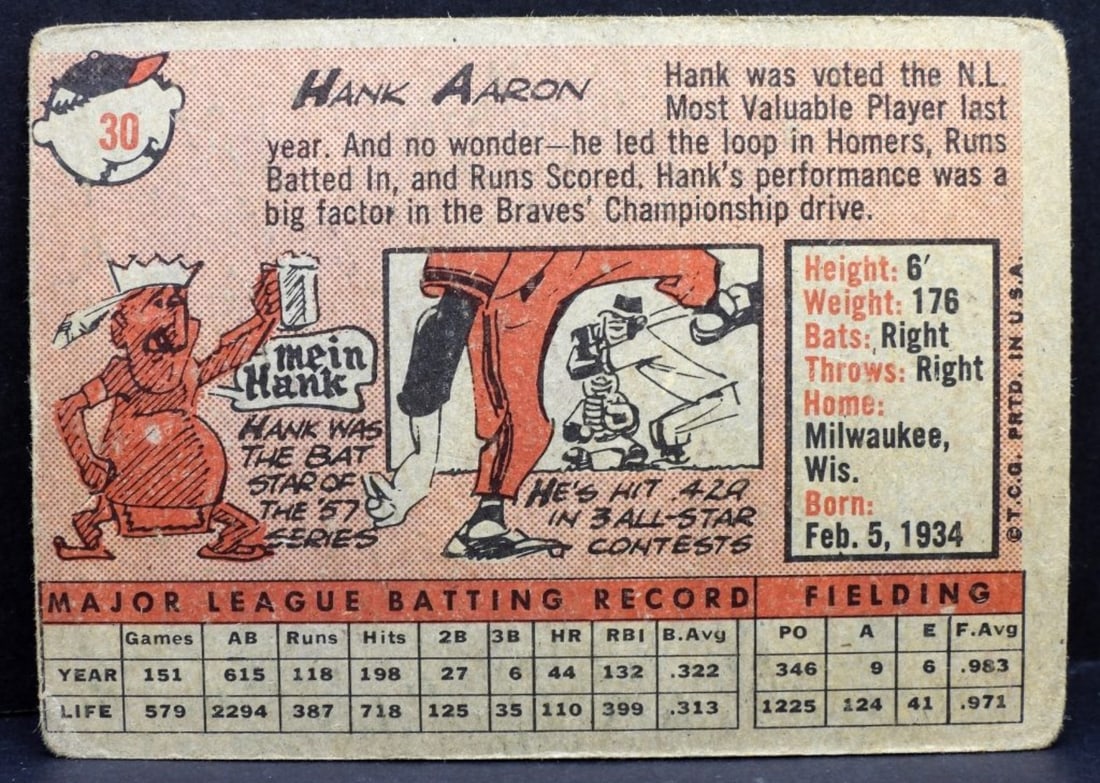 30
HANK AARON
Hank was voted the N.L.
Most Valuable Player last
year. And no wonder—he led the loop in Homers, Runs
Batted In, and Runs Scored. Hank's performance was a
big factor in the Braves' Championship drive.
mein
Hank
HANK WAS
THE BAT
STAR OF
THE '57
SERIES
HE'S HIT .429
IN 3 ALL-STAR
CONTESTS
Height: 6'
Weight: 176
Bats: Right
Throws: Right
Home:
Milwaukee,
Wis.
Born:
Feb. 5, 1934
© T.C.G. PRTD. IN U.S.A.
MAJOR LEAGUE BATTING RECORD FIELDING
Games AB Runs Hits 2B 3B HR RBI B.Avg PO A E F.Avg
YEAR 151 615 118 198 27 6 44 132 .322 346 9 6 .983
LIFE 579 2294 387 718 125 35 110 399 .313 1225 124 41 .971